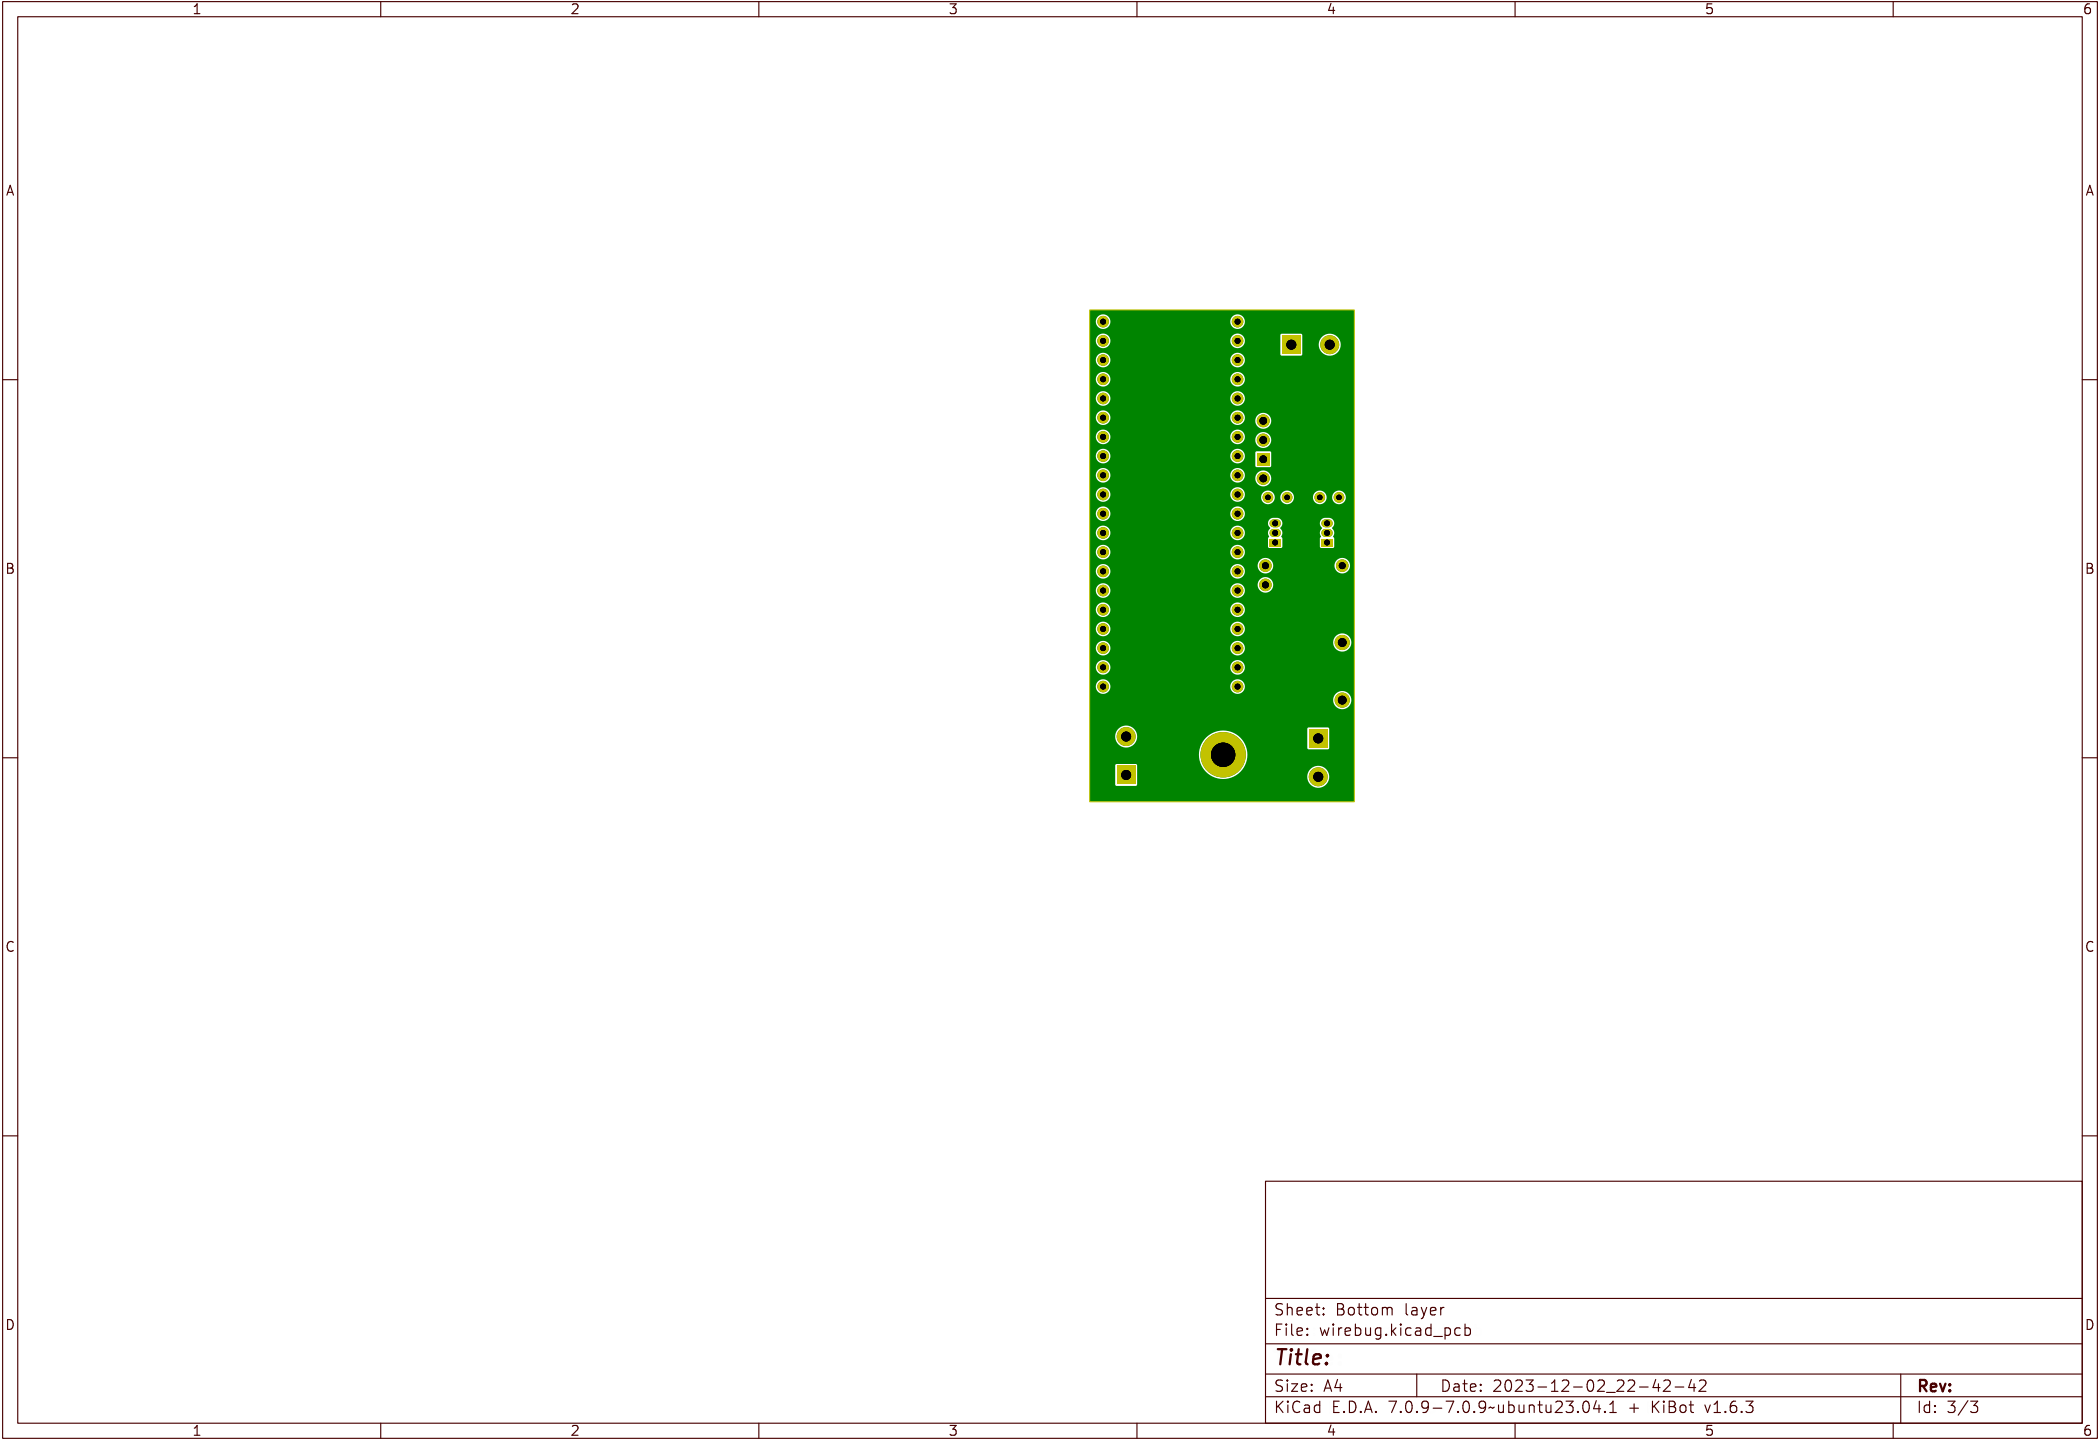 1 2 3 4 5 6
A A
B B
C C
D D
Sheet: Bottom layer
File: wirebug.kicad_pcb
Title:
Size: A4 Date: 2023-12-02_22-42-42 Rev:
KiCad E.D.A. 7.0.9-7.0.9~ubuntu23.04.1 + KiBot v1.6.3 Id: 3/3
1 2 3 4 5 6